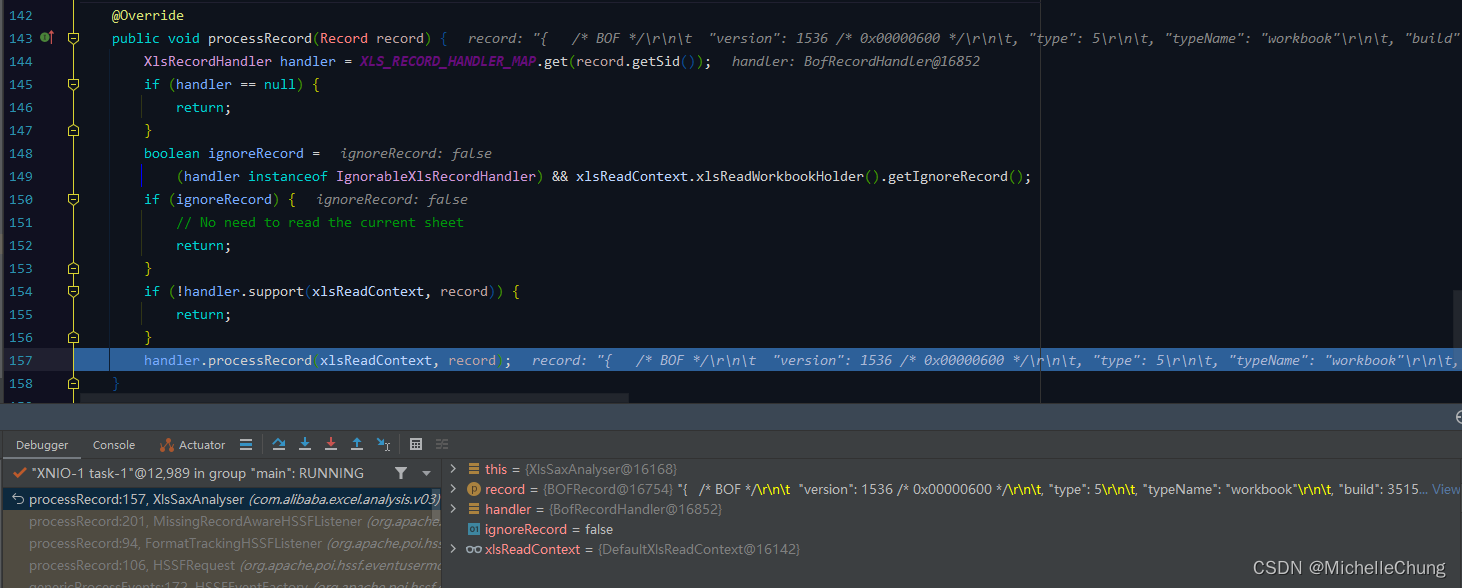 142 @Override
143 public void processRecord(Record record) { record: "{ /* BOF */\r\n\t "version": 1536 /* 0x00000600 */\r\n\t, "type": 5\r\n\t, "typeName": "workbook"\r\n\t, "build"
144 XlsRecordHandler handler = XLS_RECORD_HANDLER_MAP.get(record.getSid()); handler: BofRecordHandler@16852
145 if (handler == null) {
146 return;
147 }
148 boolean ignoreRecord = ignoreRecord: false
149 (handler instanceof IgnorableXlsRecordHandler) && xlsReadContext.xlsReadWorkbookHolder().getIgnoreRecord();
150 if (ignoreRecord) { ignoreRecord: false
151 // No need to read the current sheet
152 return;
153 }
154 if (!handler.support(xlsReadContext, record)) {
155 return;
156 }
157 handler.processRecord(xlsReadContext, record); record: "{ /* BOF */\r\n\t "version": 1536 /* 0x00000600 */\r\n\t, "type": 5\r\n\t, "typeName": "workbook"\r\n\t,
158 }
Debugger Console Actuator
"XNIO-1 task-1"@12,989 in group "main": RUNNING
processRecord:157, XlsSaxAnalyser (com.alibaba.excel.analysis.v03)
processRecord:201, MissingRecordAwareHSSFListener (org.apache.
processRecord:94, FormatTrackingHSSFListener (org.apache.poi.hss
processRecord:106, HSSFRequest (org.apache.poi.hssf.eventusermo
genericProcessEvents:172, HSSFEventFactory (org.apache.poi.hssf
this = {XlsSaxAnalyser@16168}
record = {BOFRecord@16754} "{ /* BOF */\r\n\t "version": 1536 /* 0x00000600 */\r\n\t, "type": 5\r\n\t, "typeName": "workbook"\r\n\t, "build": 3515... View
handler = {BofRecordHandler@16852}
ignoreRecord = false
xlsReadContext = {DefaultXlsReadContext@16142}
CSDN @MichelleChung